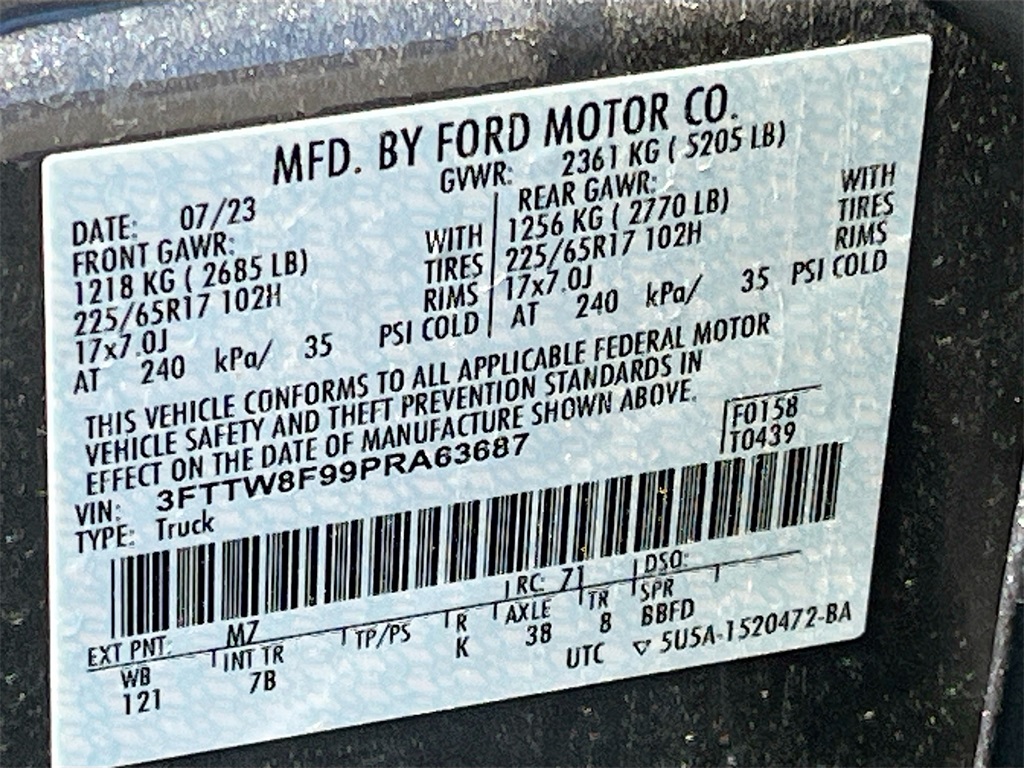 MFD. BY FORD MOTOR CO.
DATE: 07/23 GVWR: 2361 KG ( 5205 LB)
FRONT GAWR: REAR GAWR:
1218 KG ( 2685 LB) WITH 1256 KG ( 2770 LB) WITH
225/65R17 102H TIRES 225/65R17 102H TIRES
17x7.0J RIMS 17x7.0J RIMS
AT 240 kPa/ 35 PSI COLD AT 240 kPa/ 35 PSI COLD
THIS VEHICLE CONFORMS TO ALL APPLICABLE FEDERAL MOTOR
VEHICLE SAFETY AND THEFT PREVENTION STANDARDS IN
EFFECT ON THE DATE OF MANUFACTURE SHOWN ABOVE.
VIN: 3FTTW8F99PRA63687 F0158
TYPE: Truck T0439
EXT PNT: M7 RC: 71 DSO:
WB INT TR TP/PS R AXLE TR SPR
121 7B K 38 8 BBFD
UTC ▽ 5U5A-1520472-BA